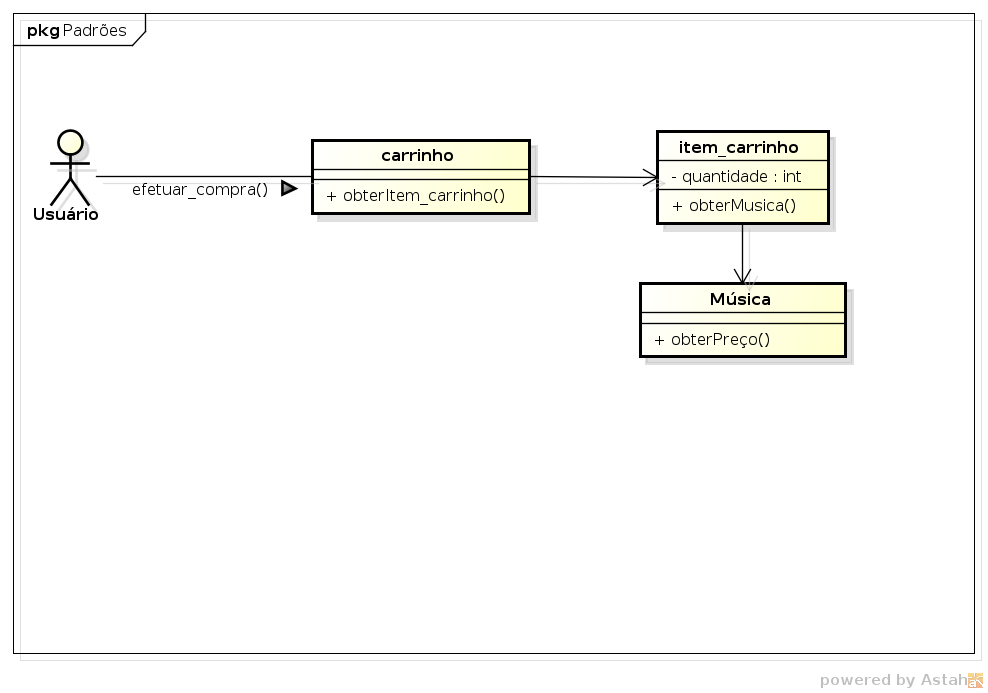 pkg Padrões
Usuário
efetuar_compra()
carrinho
+ obterItem_carrinho()
item_carrinho
- quantidade : int
+ obterMusica()
Música
+ obterPreço()
powered by Astah